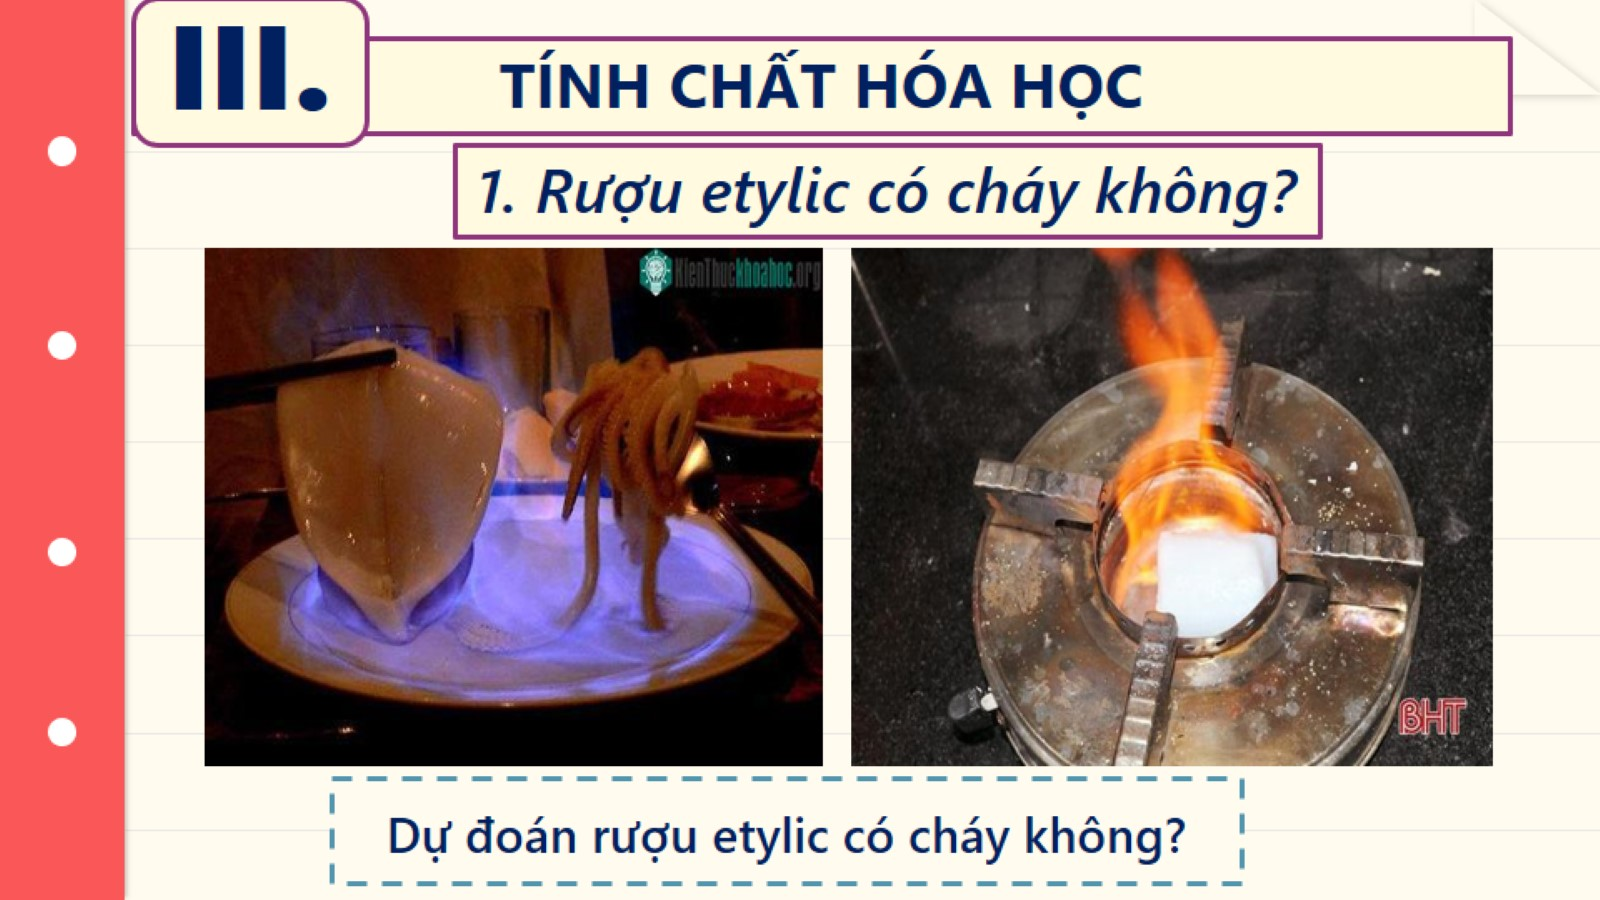 III.
TÍNH CHẤT HÓA HỌC
1. Rượu etylic có cháy không?
KienThuckhoahoc.org
BHT
Dự đoán rượu etylic có cháy không?